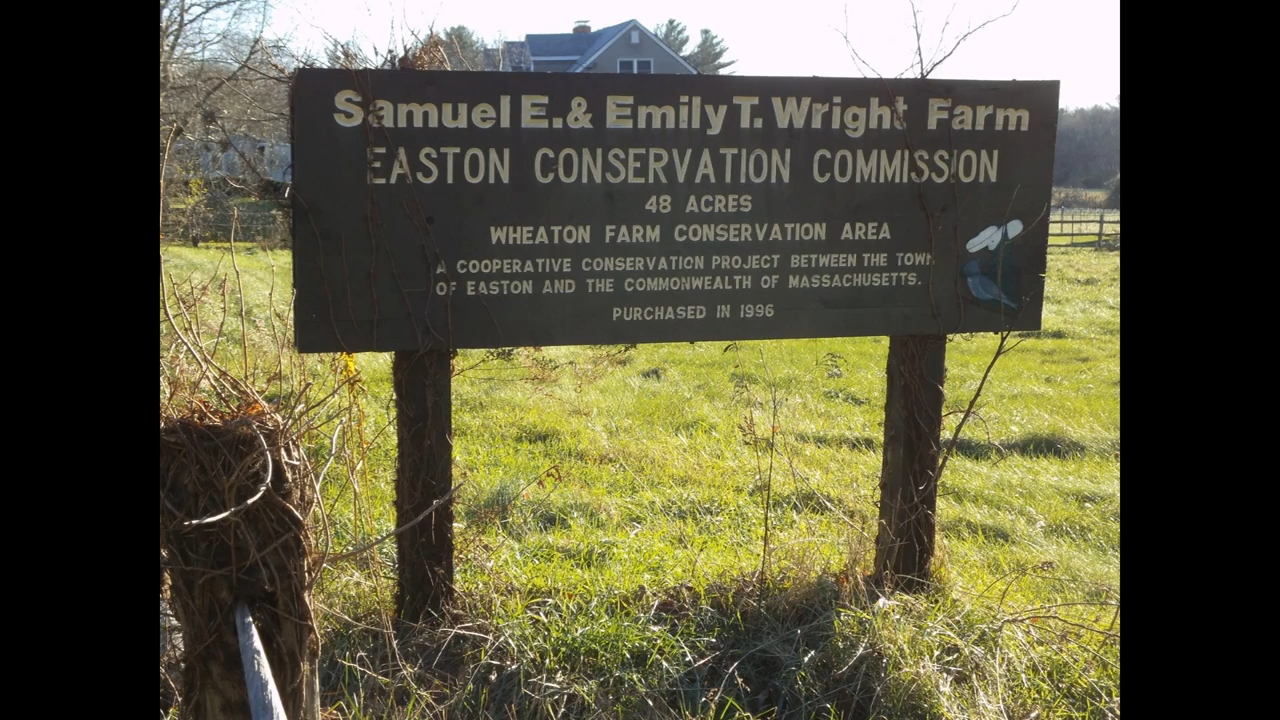 Samuel E. & Emily T. Wright Farm
EASTON CONSERVATION COMMISSION
48 ACRES
WHEATON FARM CONSERVATION AREA
A COOPERATIVE CONSERVATION PROJECT BETWEEN THE TOWN
OF EASTON AND THE COMMONWEALTH OF MASSACHUSETTS.
PURCHASED IN 1996